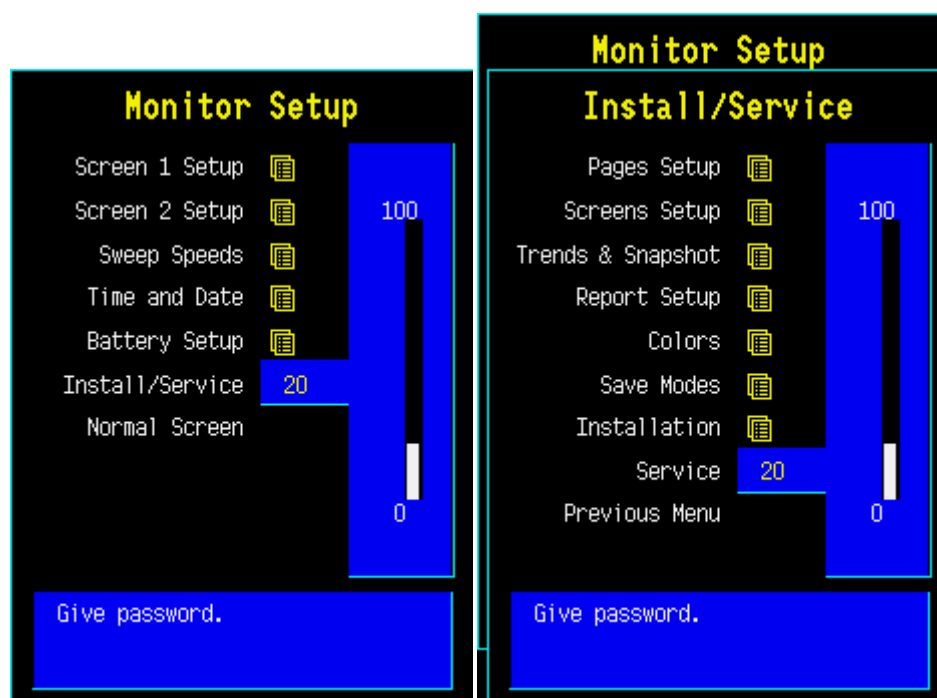 Monitor Setup
Screen 1 Setup
Screen 2 Setup
100
Sweep Speeds
Time and Date
Battery Setup
Install/Service 20
Normal Screen
0
Give password.
Monitor Setup
Install/Service
Pages Setup
Screens Setup
100
Trends & Snapshot
Report Setup
Colors
Save Modes
Installation
Service 20
Previous Menu
0
Give password.